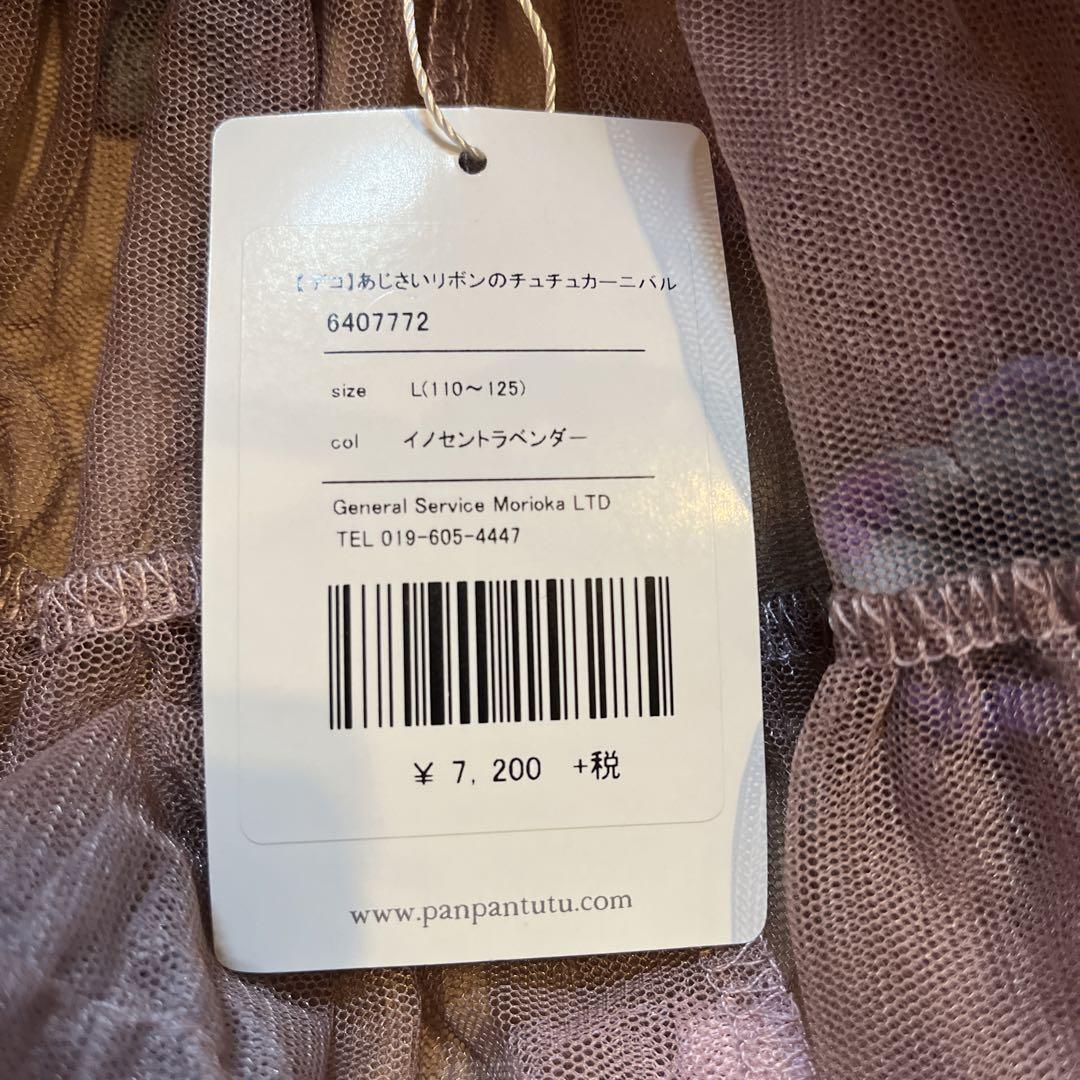 【デコ】あじさいリボンのチュチュカーニバル
6407772
size L(110～125)
col イノセントラベンダー
General Service Morioka LTD
TEL 019-605-4447
¥ 7, 200 +税
www.panpantutu.com